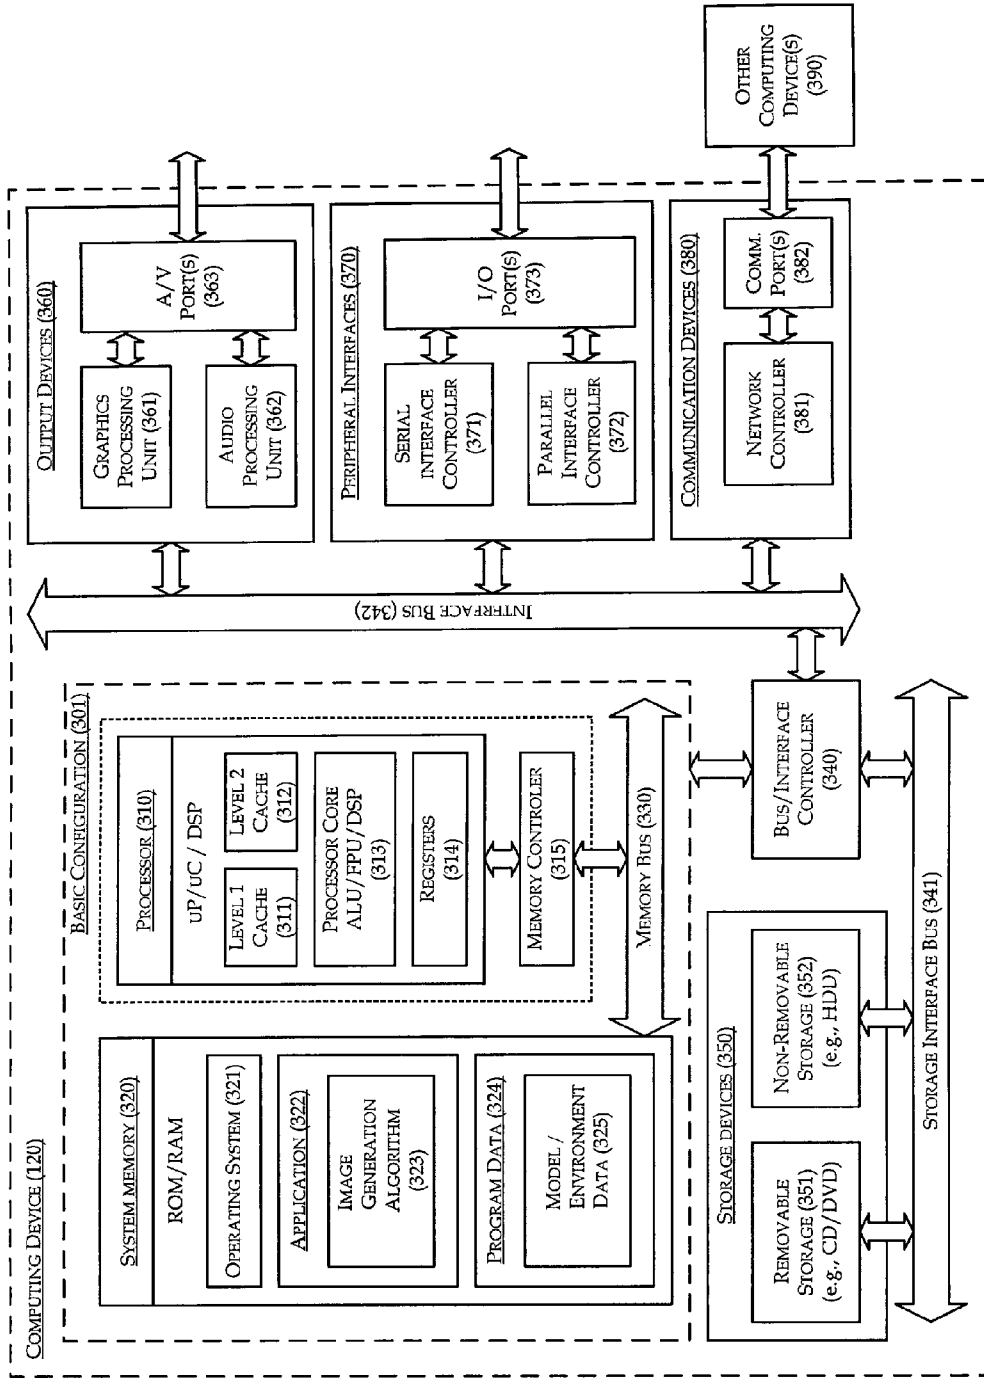 COMPUTING DEVICE (120)
BASIC CONFIGURATION (301)
SYSTEM MEMORY (320)
ROM/RAM
OPERATING SYSTEM (321)
APPLICATION (322)
IMAGE
GENERATION
ALGORITHM
(323)
PROGRAM DATA (324)
MODEL /
ENVIRONMENT
DATA (325)
PROCESSOR (310)
uP/uC / DSP
LEVEL 1
CACHE
(311)
LEVEL 2
CACHE
(312)
PROCESSOR CORE
ALU/FPU/DSP
(313)
REGISTERS
(314)
MEMORY CONTROLER
(315)
MEMORY BUS (330)
BUS/INTERFACE
CONTROLLER
(340)
STORAGE DEVICES (350)
REMOVABLE
STORAGE (351)
(e.g., CD/DVD)
NON-REMOVABLE
STORAGE (352)
(e.g., HDD)
STORAGE INTERFACE BUS (341)
INTERFACE BUS (342)
OUTPUT DEVICES (360)
GRAPHICS
PROCESSING
UNIT (361)
AUDIO
PROCESSING
UNIT (362)
A/V
PORT(S)
(363)
PERIPHERAL INTERFACES (370)
SERIAL
INTERFACE
CONTROLLER
(371)
PARALLEL
INTERFACE
CONTROLLER
(372)
I/O
PORT(S)
(373)
COMMUNICATION DEVICES (380)
NETWORK
CONTROLLER
(381)
COMM.
PORT(S)
(382)
OTHER
COMPUTING
DEVICE(S)
(390)